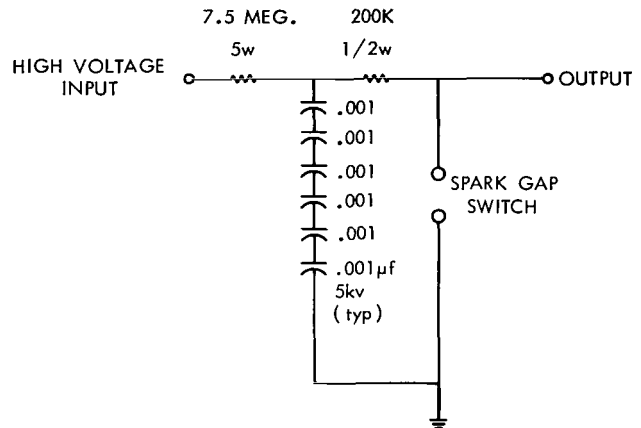 7.5 MEG.
200K
5w
1/2w
HIGH VOLTAGE
INPUT
OUTPUT
.001
.001
.001
.001
.001
.001µf
5kv
(typ)
SPARK GAP
SWITCH